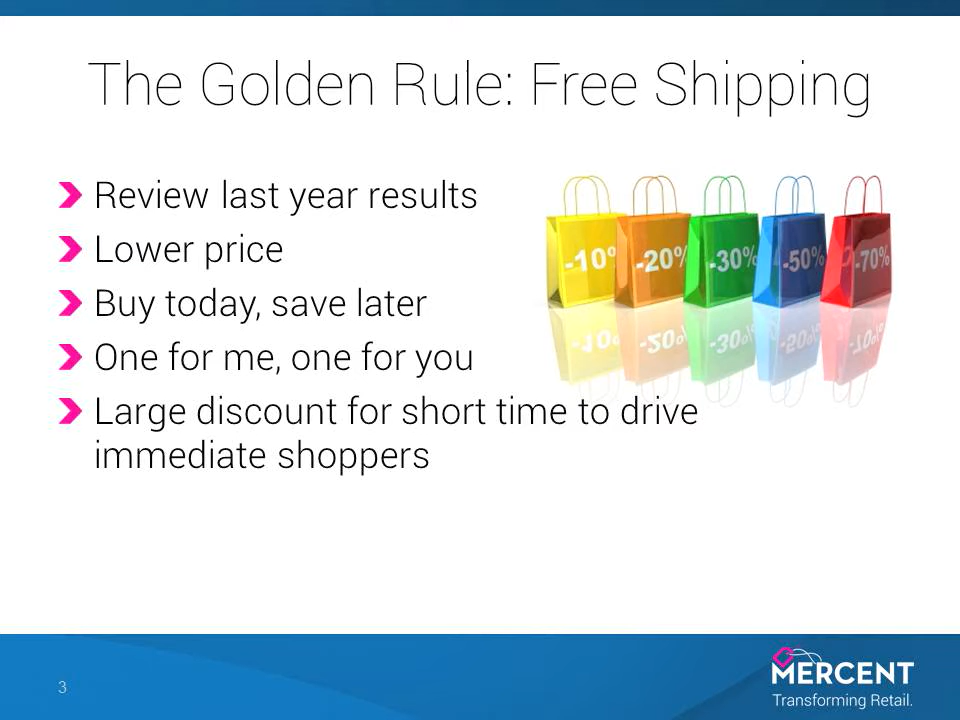 The Golden Rule: Free Shipping
Review last year results
Lower price
Buy today, save later
One for me, one for you
Large discount for short time to drive
immediate shoppers
-10%
-20%
-30%
-50%
-70%
3
MERCENT
Transforming Retail.